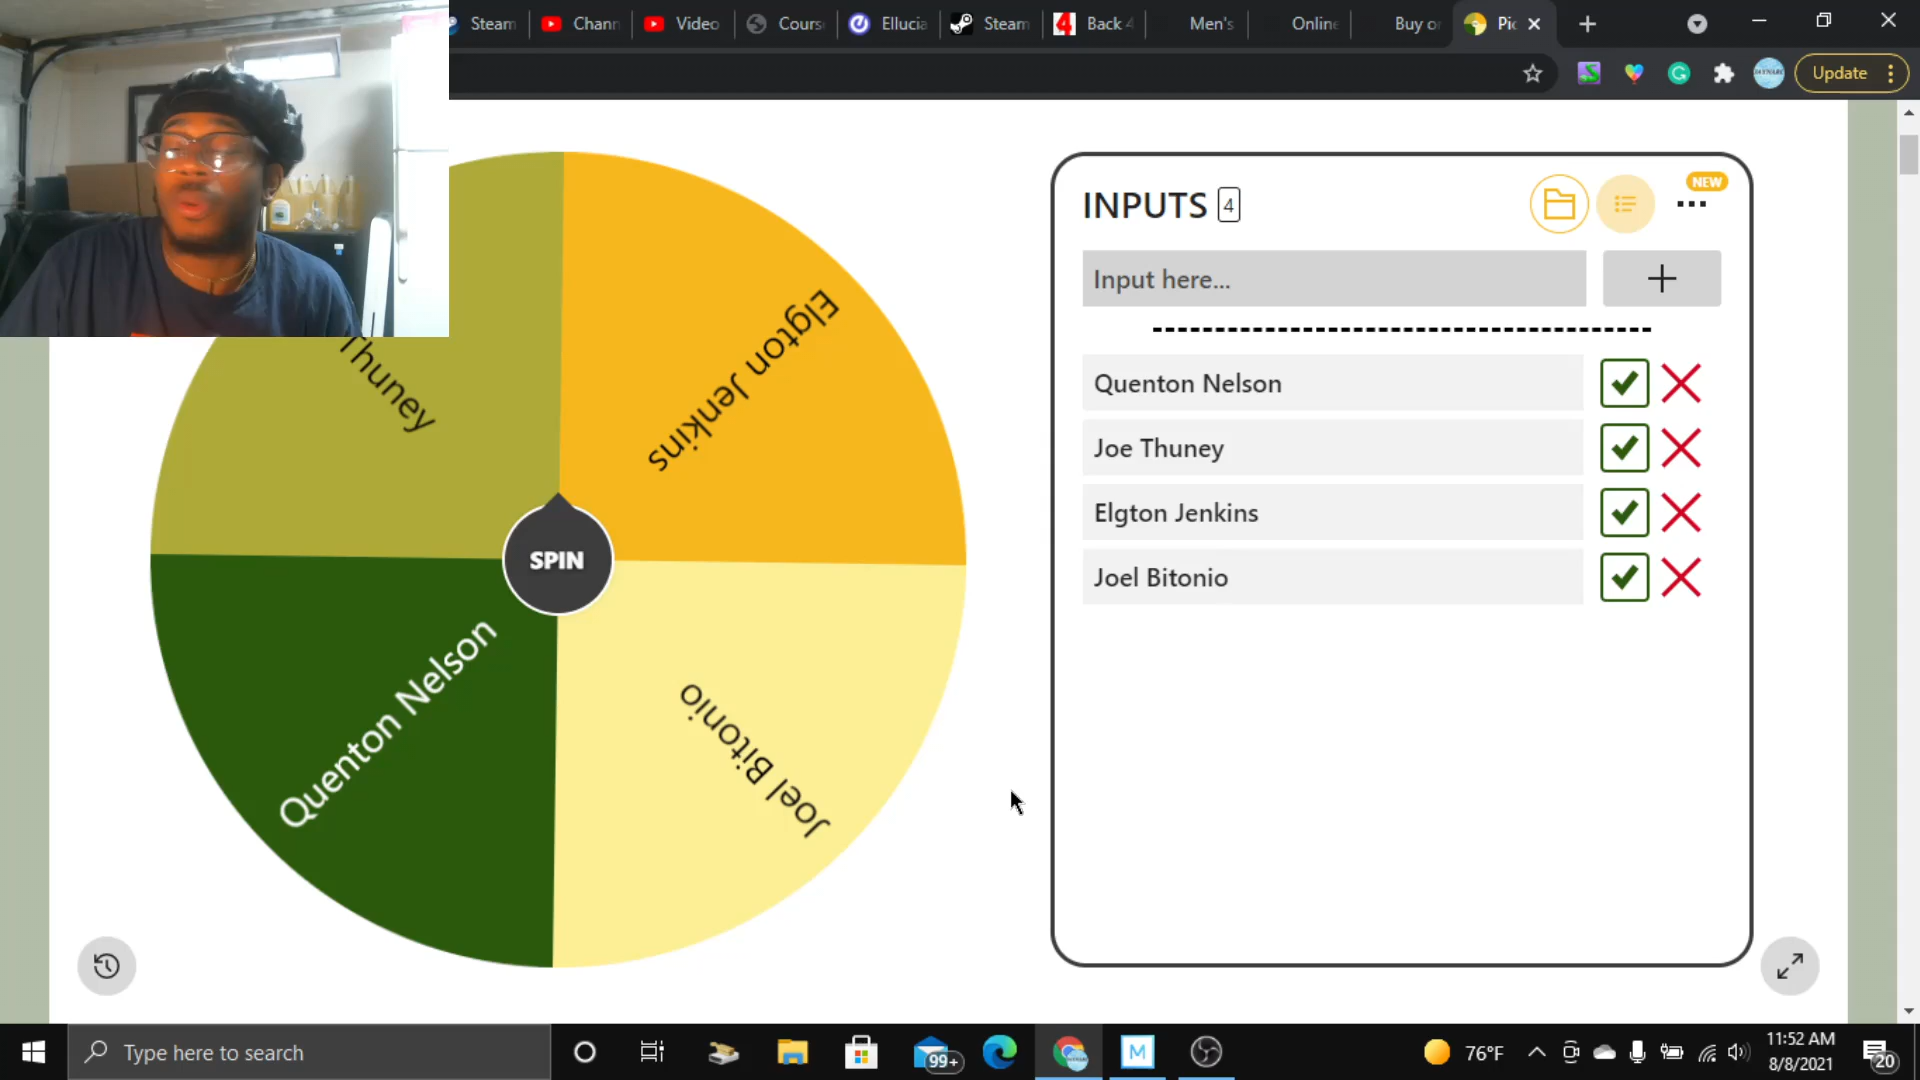 Steam
Chann
Video
Cours
Ellucia
Steam
Back 4
Men's
Online
Buy or
Pic
Update
Thuney
Elgton Jenkins
Quenton Nelson
Joel Bitonio
SPIN
INPUTS 4
NEW
Input here...
Quenton Nelson
Joe Thuney
Elgton Jenkins
Joel Bitonio
Type here to search
99+
M
76°F
11:52 AM
8/8/2021
20